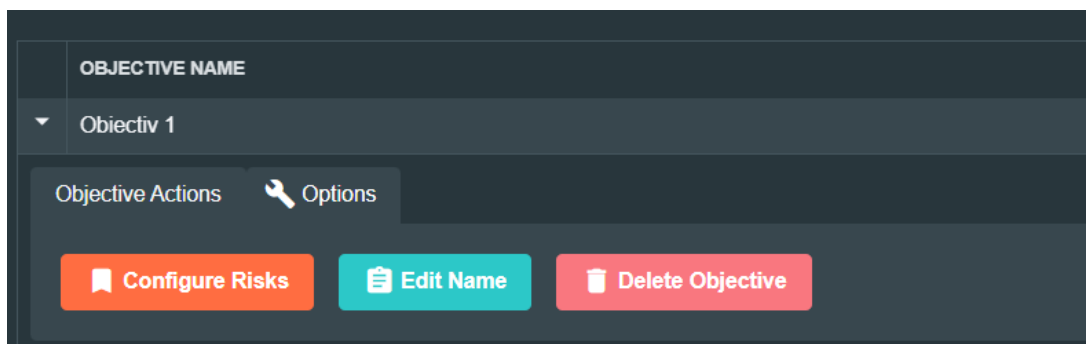 OBJECTIVE NAME
Obiectiv 1
Objective Actions Options
Configure Risks Edit Name Delete Objective